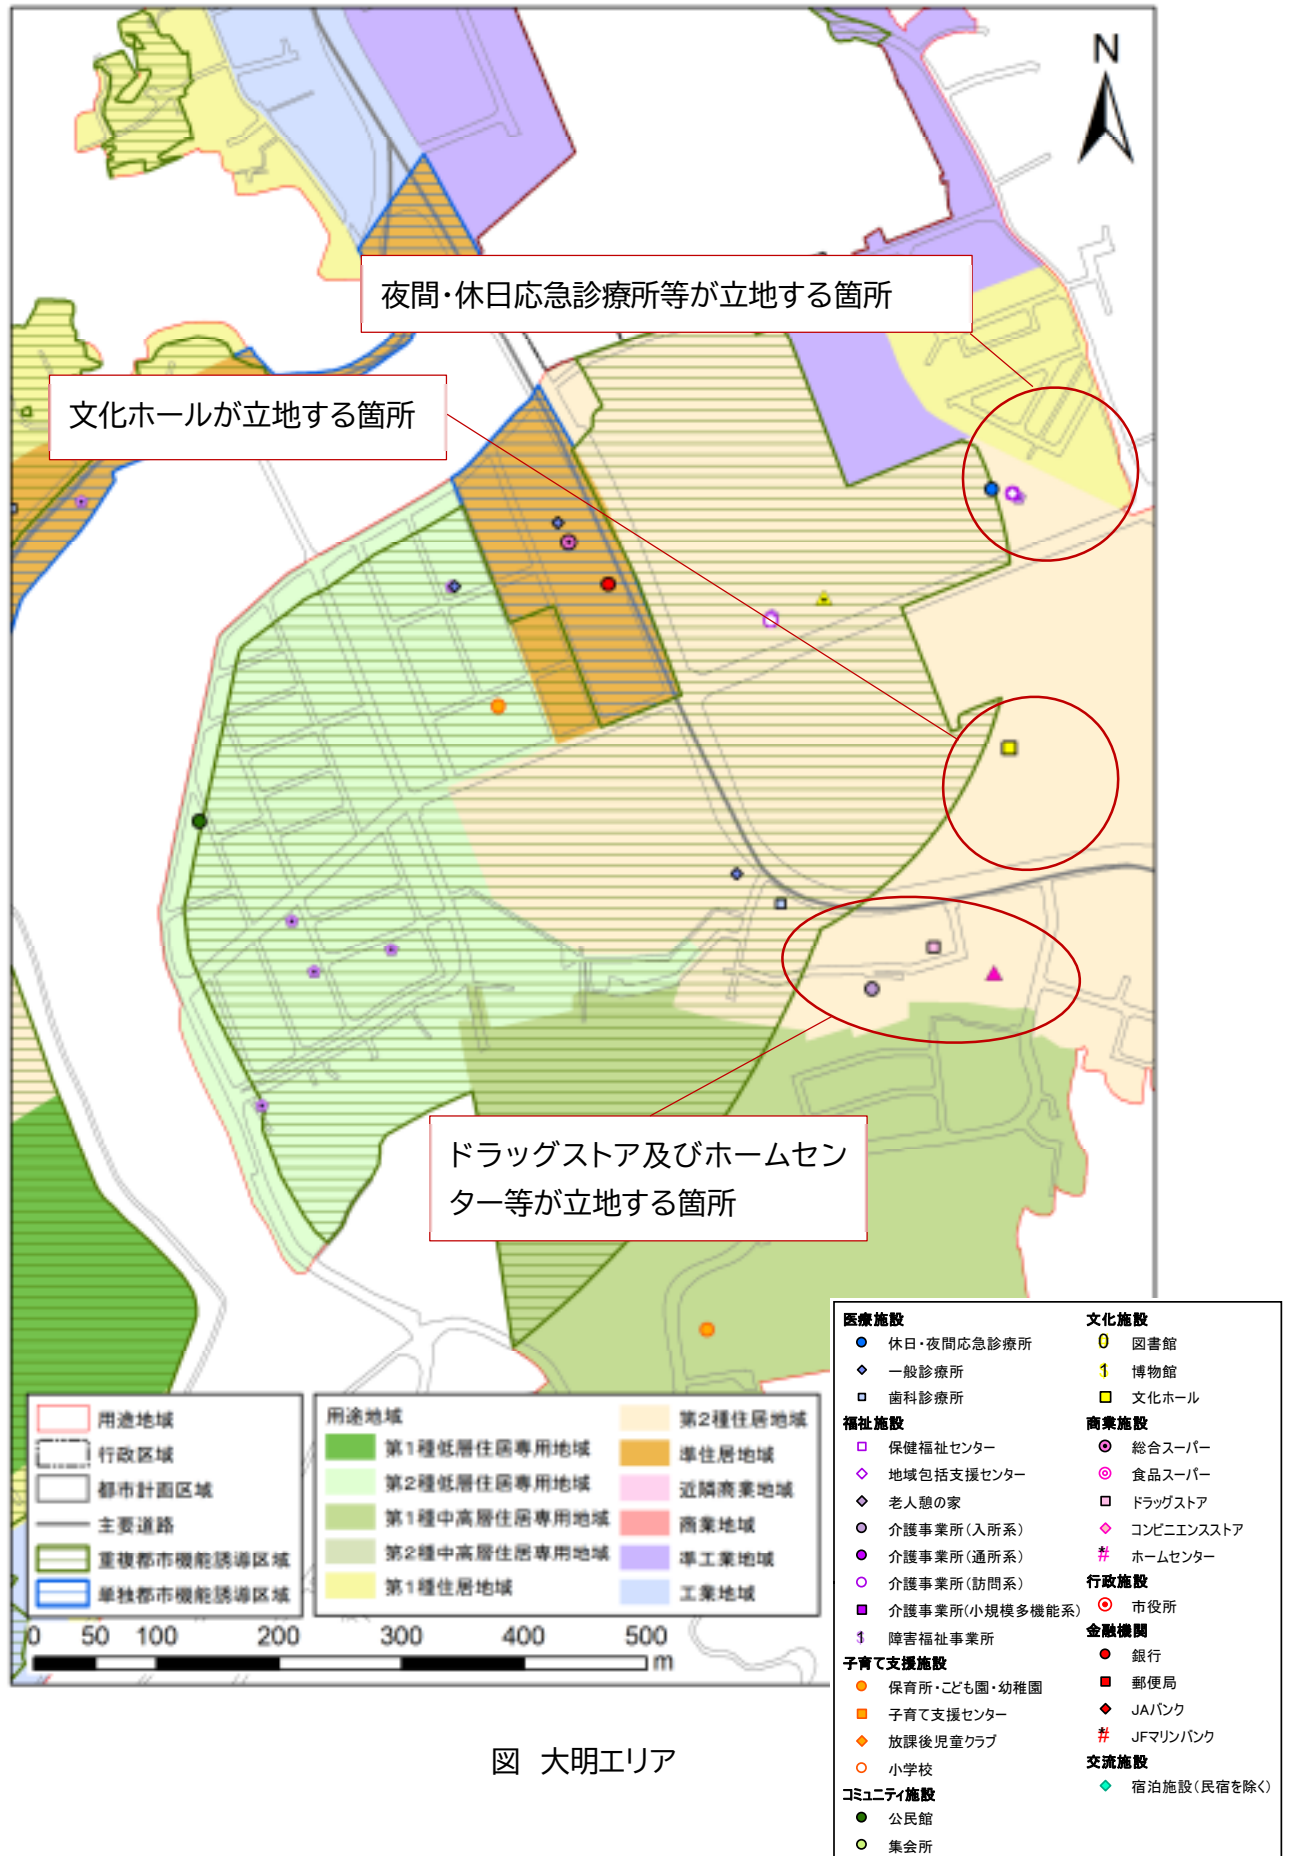 N
夜間・休日応急診療所等が立地する箇所
文化ホールが立地する箇所
ドラッグストア及びホームセン
ター等が立地する箇所
用途地域
行政区域
都市計画区域
主要道路
重複都市機能誘導区域
単独都市機能誘導区域
用途地域
第1種低層住居専用地域
第2種低層住居専用地域
第1種中高層住居専用地域
第2種中高層住居専用地域
第1種住居地域
第2種住居地域
準住居地域
近隣商業地域
商業地域
準工業地域
工業地域
0 50 100 200 300 400 500
m
医療施設
休日・夜間応急診療所
一般診療所
歯科診療所
福祉施設
保健福祉センター
地域包括支援センター
老人憩の家
介護事業所(入所系)
介護事業所(通所系)
介護事業所(訪問系)
介護事業所(小規模多機能系)
1 障害福祉事業所
子育て支援施設
保育所・こども園・幼稚園
子育て支援センター
放課後児童クラブ
小学校
コミュニティ施設
公民館
集会所
文化施設
0 図書館
1 博物館
文化ホール
商業施設
総合スーパー
食品スーパー
ドラッグストア
コンビニエンスストア
# ホームセンター
行政施設
市役所
金融機関
銀行
郵便局
JAバンク
# JFマリンバンク
交流施設
宿泊施設(民宿を除く)
図 大明エリア